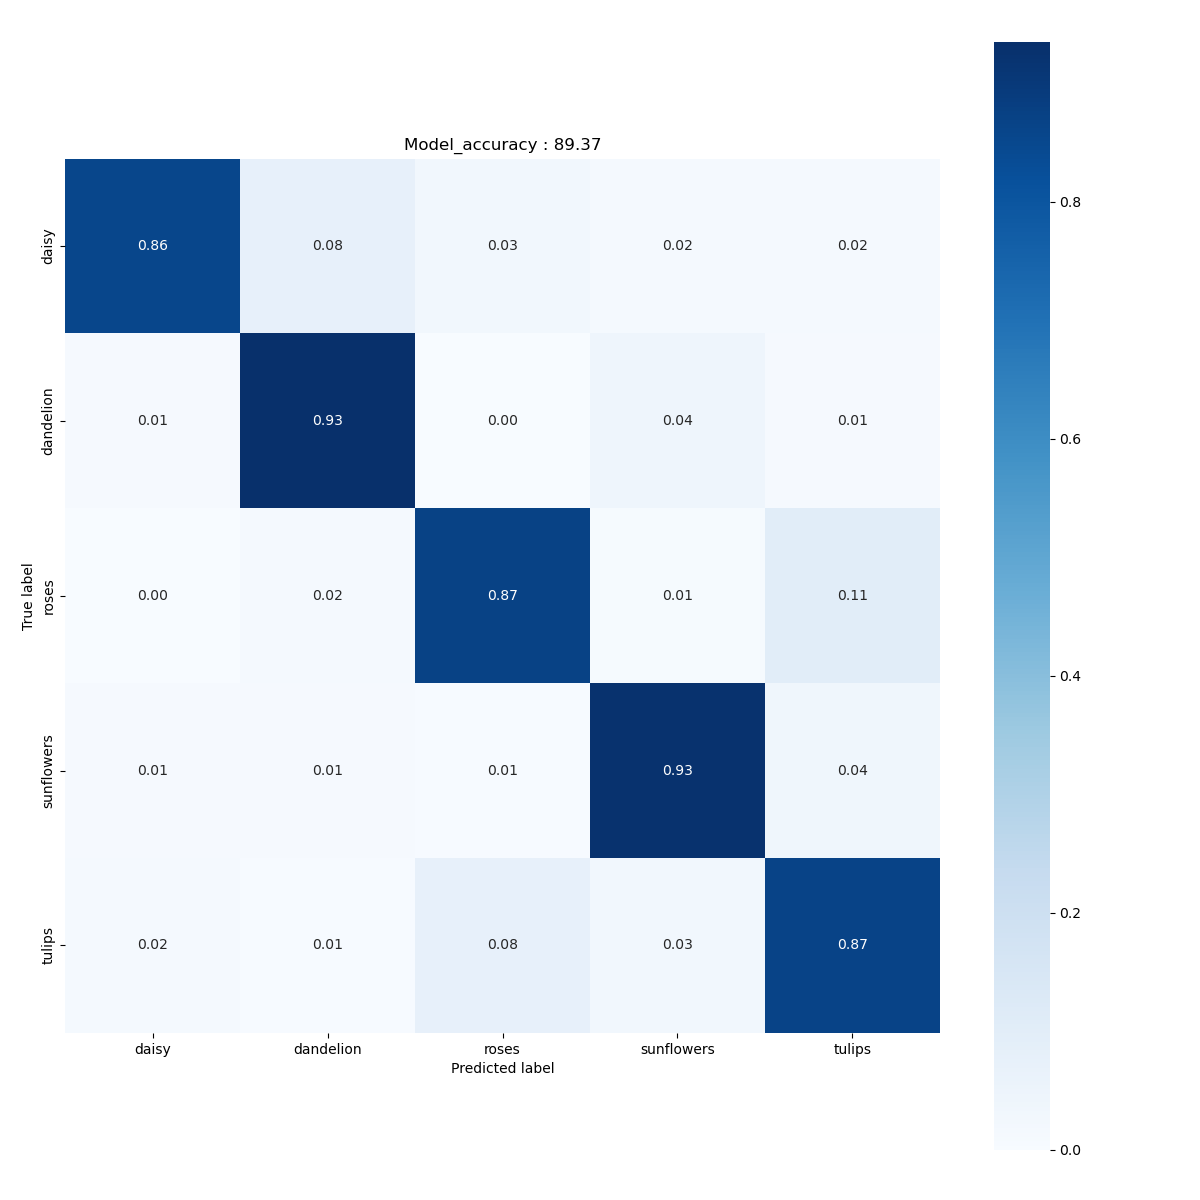 Model_accuracy : 89.37
daisy 0.86 0.08 0.03 0.02 0.02
dandelion 0.01 0.93 0.00 0.04 0.01
roses 0.00 0.02 0.87 0.01 0.11
sunflowers 0.01 0.01 0.01 0.93 0.04
tulips 0.02 0.01 0.08 0.03 0.87
True label
daisy dandelion roses sunflowers tulips
Predicted label
0.8
0.6
0.4
0.2
0.0